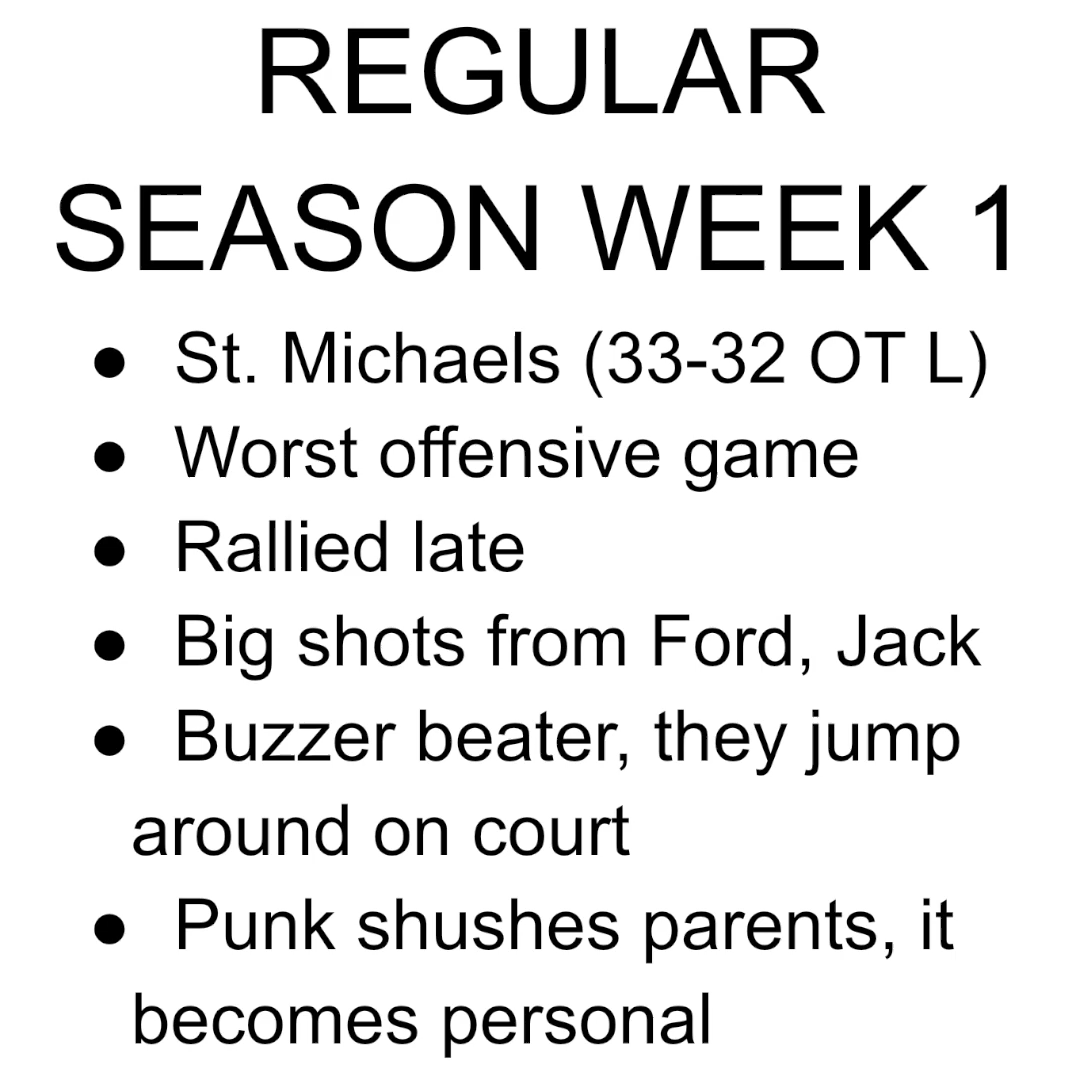 REGULAR
SEASON WEEK 1
● St. Michaels (33-32 OT L)
● Worst offensive game
● Rallied late
● Big shots from Ford, Jack
● Buzzer beater, they jump
around on court
● Punk shushes parents, it
becomes personal